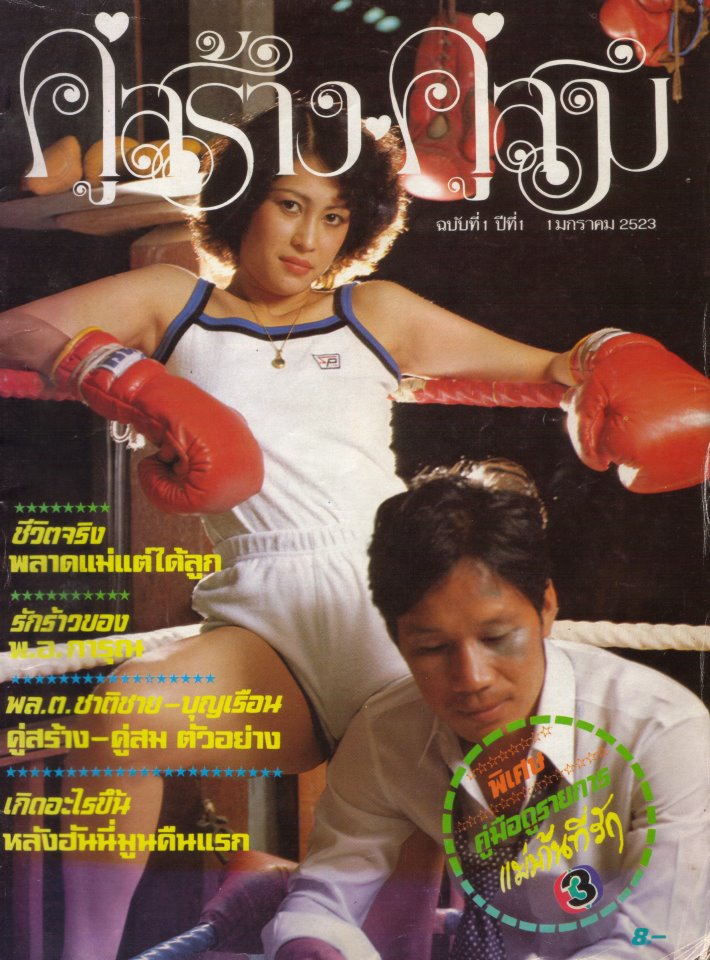 คู่สร้าง คู่สม
ฉบับที่ 1 ปีที่ 1 1 มกราคม 2523
ชีวิตจริง
พลาดแม่แต่ได้ลูก
รักร้าวของ
พ.อ.การุณ
พล.ต.ชาติชาย-บุญเรือน
คู่สร้าง-คู่สม ตัวอย่าง
เกิดอะไรขึ้น
หลังฮันนี่มูนคืนแรก
พิเศษ
คู่มือดูรายการ
3
8.-